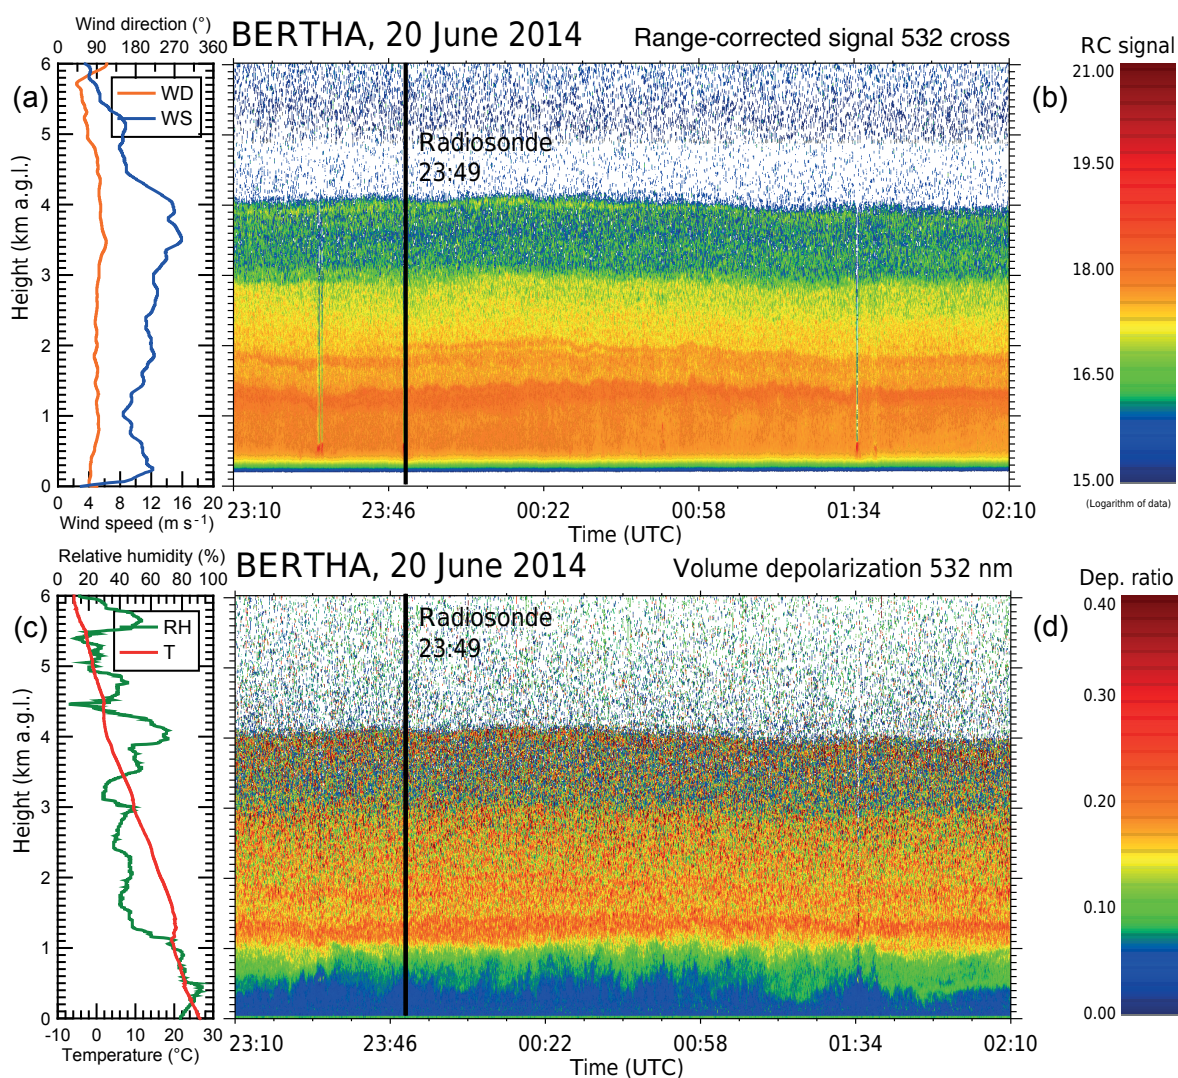 Wind direction (°)
0 90 180 270 360
BERTHA, 20 June 2014
Range-corrected signal 532 cross
RC signal
(a)
WD
WS
Radiosonde
23:49
(b)
6
5
4
3
2
1
0
Height (km a.g.l.)
0 4 8 12 16 20
Wind speed (m s-1)
23:10 23:46 00:22 00:58 01:34 02:10
Time (UTC)
21.00
19.50
18.00
16.50
15.00
(Logarithm of data)
Relative humidity (%)
0 20 40 60 80 100
BERTHA, 20 June 2014
Volume depolarization 532 nm
Dep. ratio
(c)
RH
T
Radiosonde
23:49
(d)
6
5
4
3
2
1
0
Height (km a.g.l.)
-10 0 10 20 30
Temperature (°C)
23:10 23:46 00:22 00:58 01:34 02:10
Time (UTC)
0.40
0.30
0.20
0.10
0.00